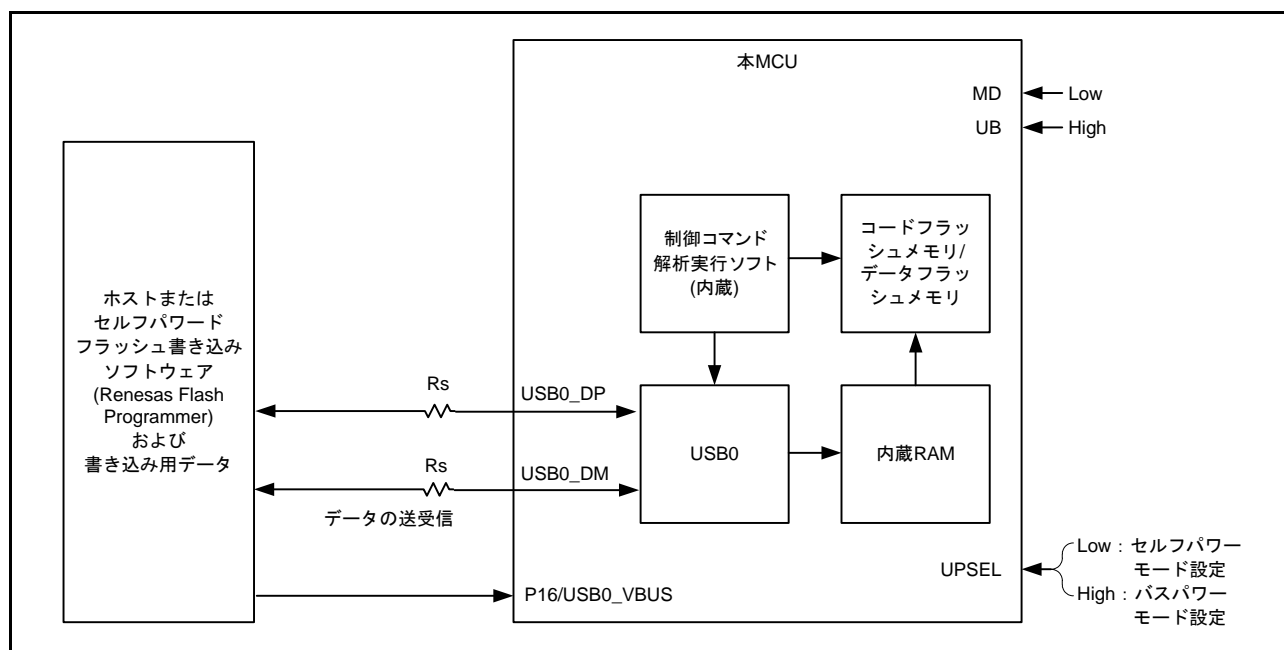 本MCU
MD
Low
UB
High
ホストまたは
セルフパワード
フラッシュ書き込み
ソフトウェア
(Renesas Flash
Programmer)
および
書き込み用データ
制御コマンド
解析実行ソフト
(内蔵)
コードフラッ
シュメモリ/
データフラッ
シュメモリ
Rs
USB0_DP
Rs
USB0_DM
データの送受信
USB0
内蔵RAM
P16/USB0_VBUS
UPSEL
Low : セルフパワー
モード設定
High : バスパワー
モード設定